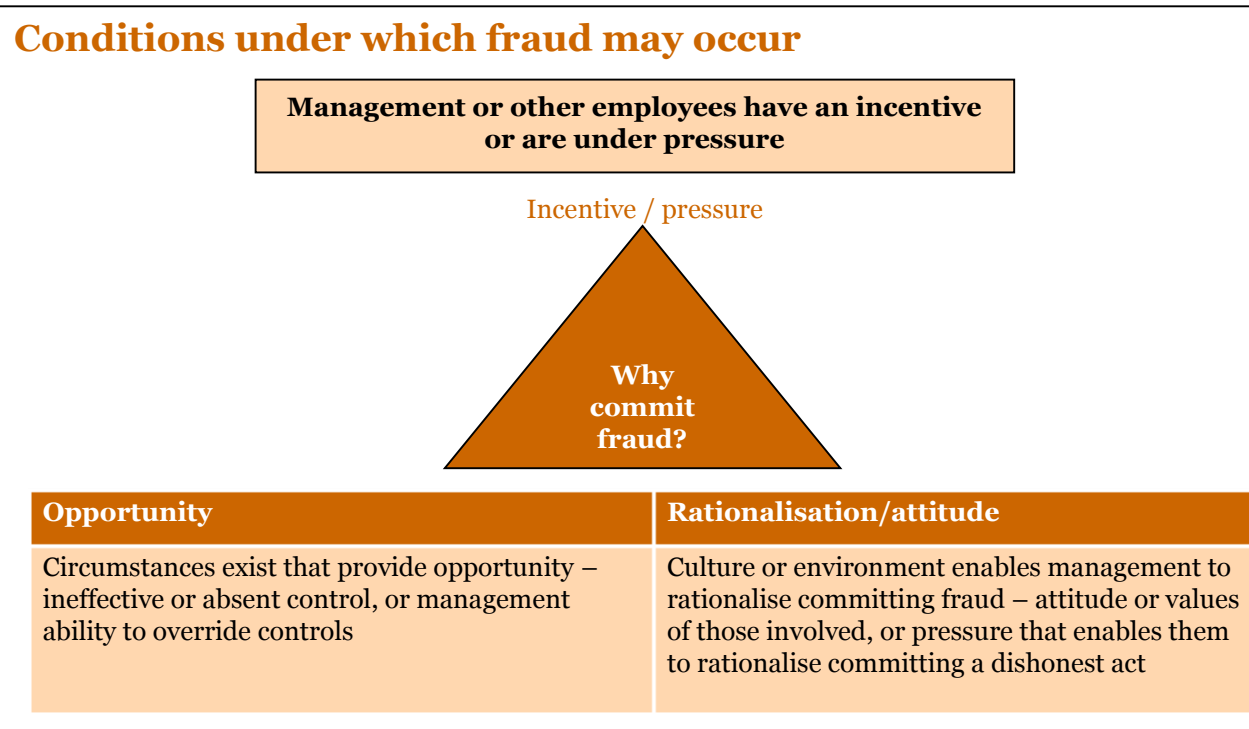 Conditions under which fraud may occur
Management or other employees have an incentive
or are under pressure
Incentive / pressure
Why
commit
fraud?
Opportunity
Circumstances exist that provide opportunity –
ineffective or absent control, or management
ability to override controls
Rationalisation/attitude
Culture or environment enables management to
rationalise committing fraud – attitude or values
of those involved, or pressure that enables them
to rationalise committing a dishonest act